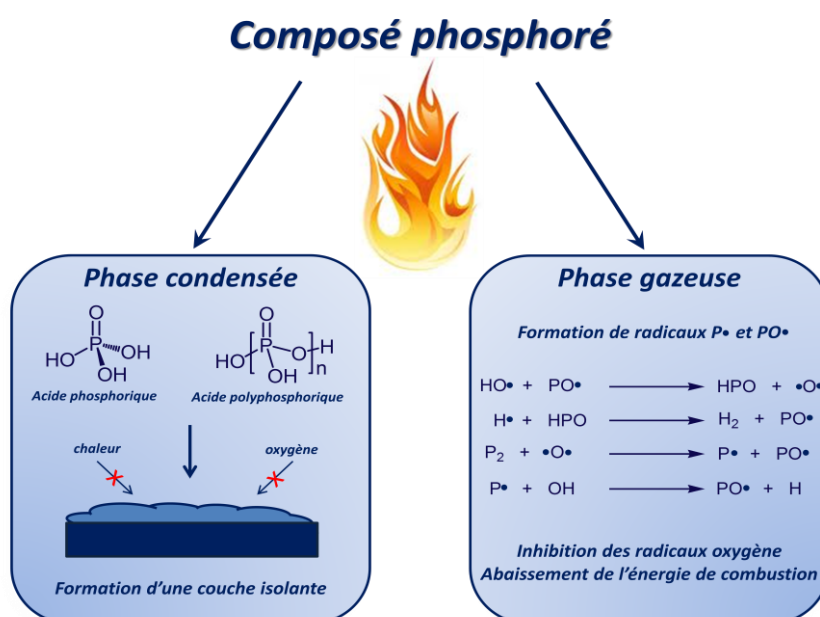 Composé phosphoré
Phase condensée
O
HO P OH
OH
Acide phosphorique
O
HO [ P O ] H
OH n
Acide polyphosphorique
chaleur
oxygène
Formation d'une couche isolante
Phase gazeuse
Formation de radicaux P• et PO•
HO• + PO• ⟶ HPO + •O•
H• + HPO ⟶ H₂ + PO•
P₂ + •O• ⟶ P• + PO•
P• + OH ⟶ PO• + H
Inhibition des radicaux oxygène
Abaissement de l'énergie de combustion